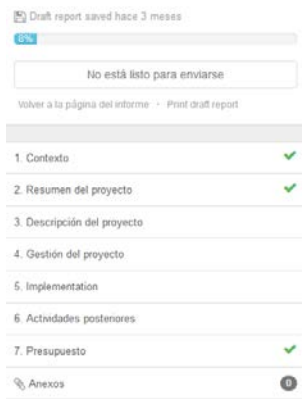 Draft report saved hace 3 meses
8%
No está listo para enviarse
Volver a la página del informe · Print draft report
1. Contexto
2. Resumen del proyecto
3. Descripción del proyecto
4. Gestión del proyecto
5. Implementation
6. Actividades posteriores
7. Presupuesto
Anexos 0